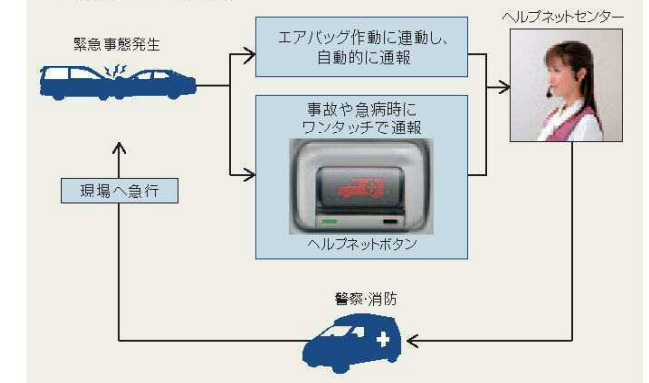 ヘルプネットセンター
緊急事態発生
エアバッグ作動に連動し、
自動的に通報
事故や急病時に
ワンタッチで通報
現場へ急行
ヘルプネットボタン
警察・消防